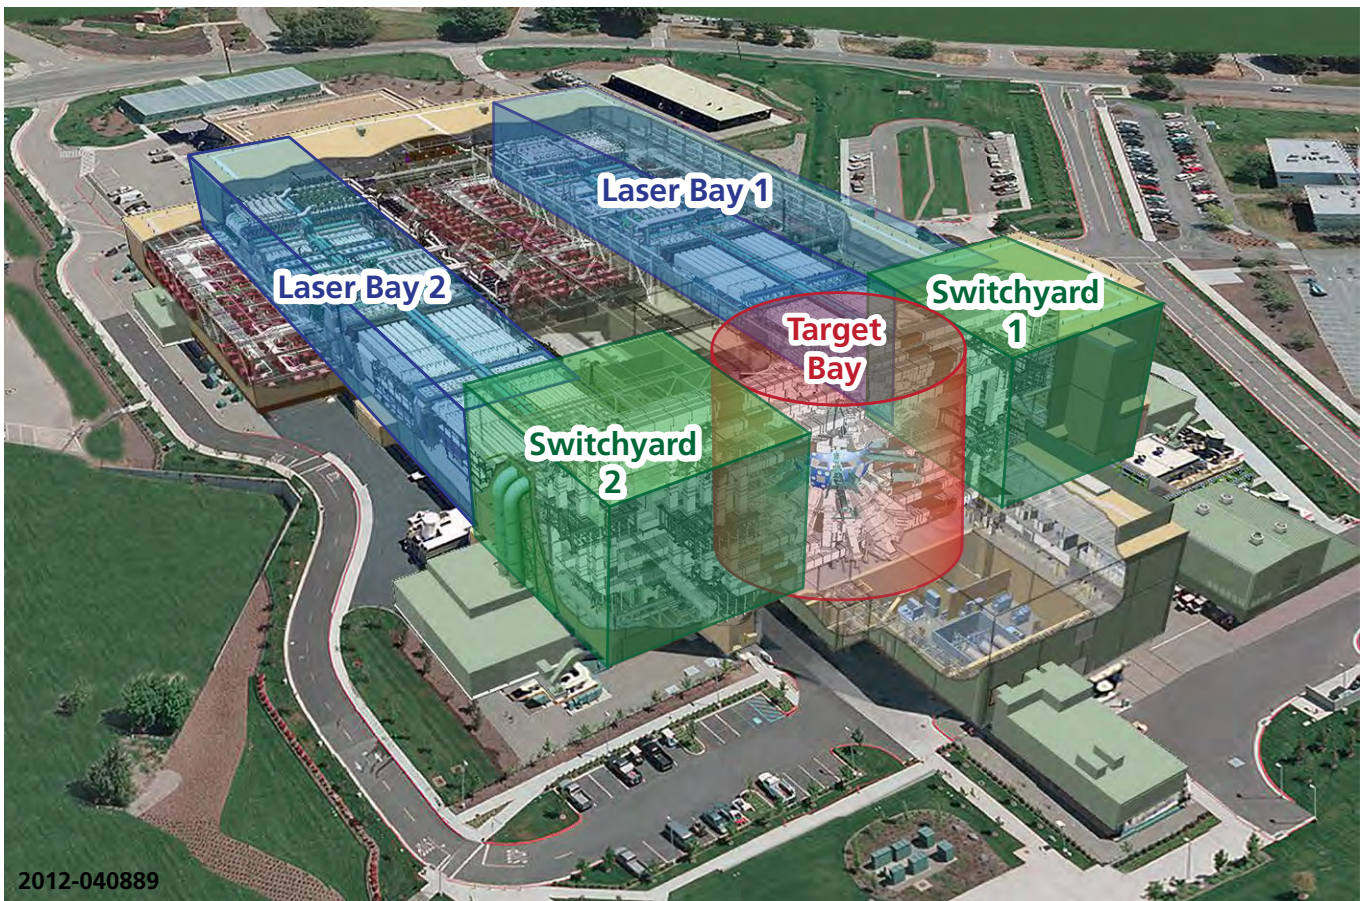 Laser Bay 1
Laser Bay 2
Switchyard
1
Target
Bay
Switchyard
2
2012-040889